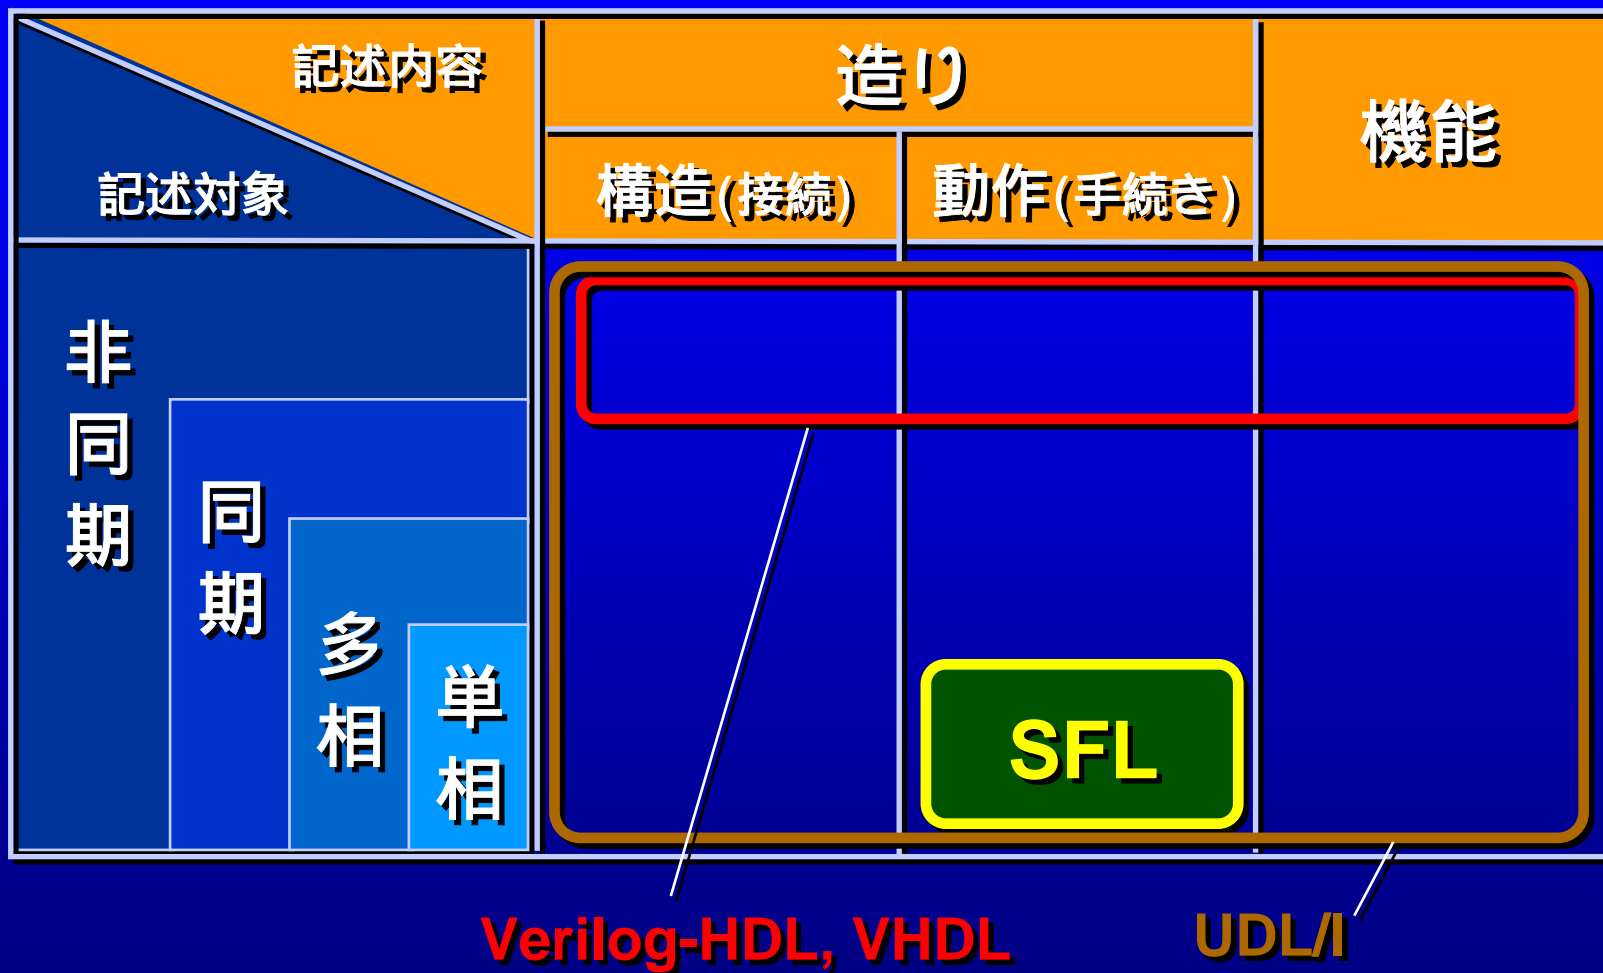 記述内容
記述対象
造り
機能
構造(接続)
動作(手続き)
非同期
同期
多相
単相
SFL
Verilog-HDL, VHDL
UDL/I